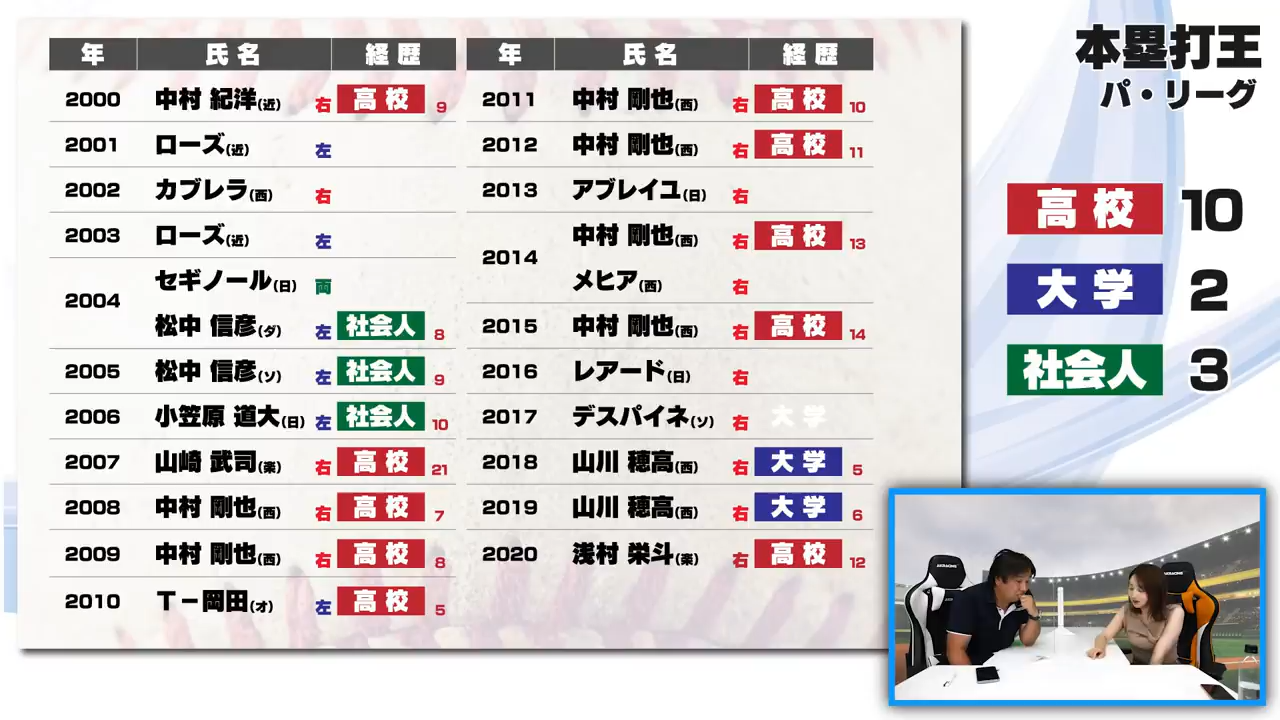 本塁打王
パ・リーグ
年 氏名 経歴
2000 中村 紀洋(近) 右 高校 9
2001 ローズ(近) 左
2002 カブレラ(西) 右
2003 ローズ(近) 左
2004 セギノール(日) 両
松中 信彦(ダ) 左 社会人 8
2005 松中 信彦(ソ) 左 社会人 9
2006 小笠原 道大(日) 左 社会人 10
2007 山﨑 武司(楽) 右 高校 21
2008 中村 剛也(西) 右 高校 7
2009 中村 剛也(西) 右 高校 8
2010 T-岡田(オ) 左 高校 5
年 氏名 経歴
2011 中村 剛也(西) 右 高校 10
2012 中村 剛也(西) 右 高校 11
2013 アブレイユ(日) 右
2014 中村 剛也(西) 右 高校 13
メヒア(西) 右
2015 中村 剛也(西) 右 高校 14
2016 レアード(日) 右
2017 デスパイネ(ソ) 右 大学
2018 山川 穂高(西) 右 大学 5
2019 山川 穂高(西) 右 大学 6
2020 浅村 栄斗(楽) 右 高校 12
高校 10
大学 2
社会人 3
AKRACING
AKRACING